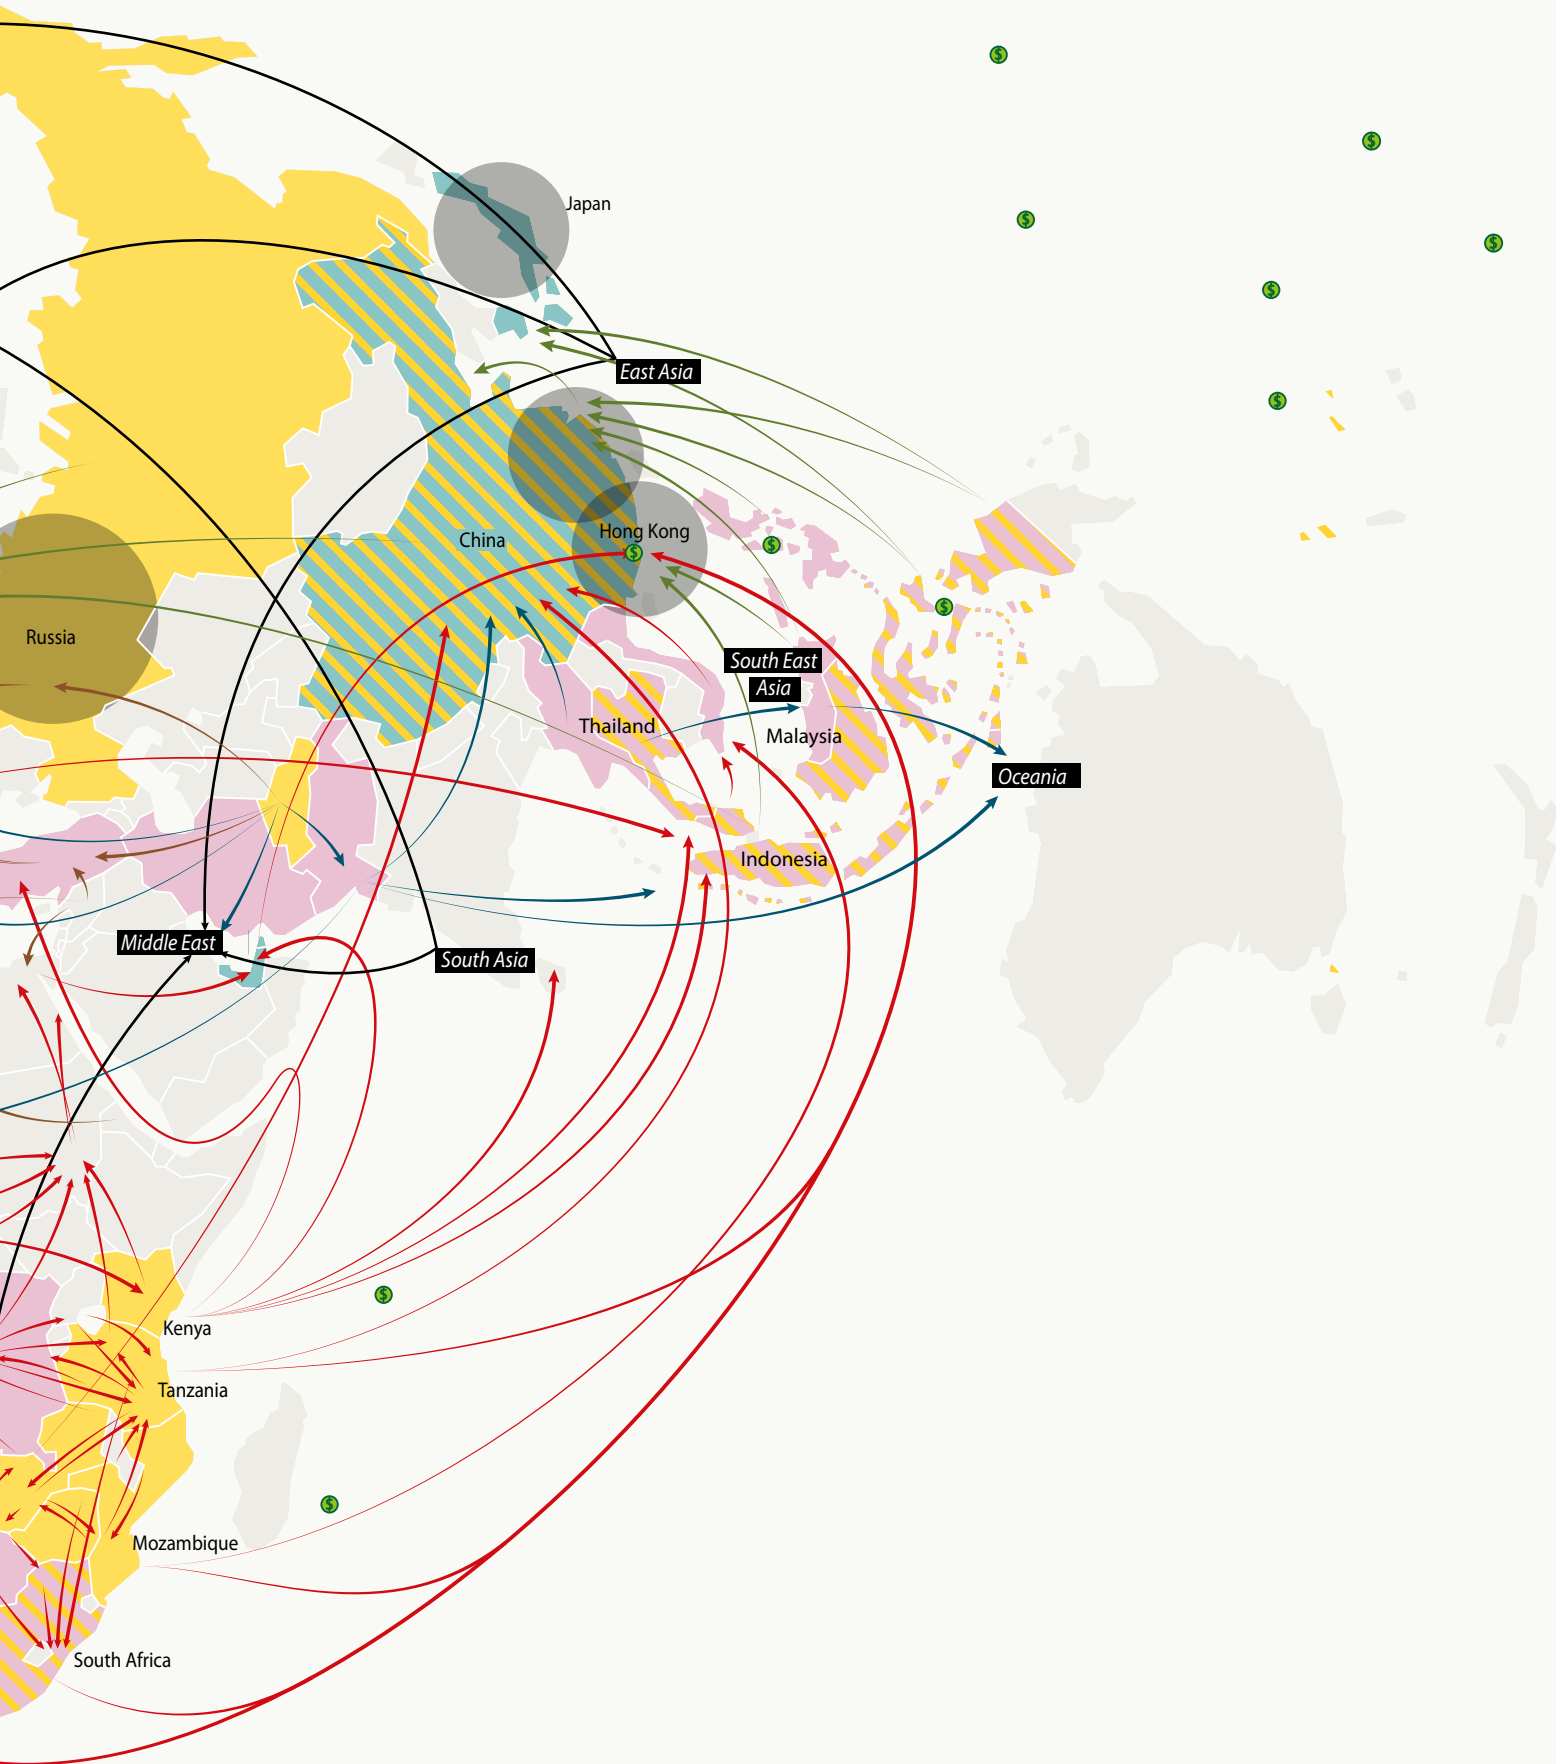 Japan
East Asia
Hong Kong
China
Russia
South East
Asia
Thailand
Malaysia
Oceania
Indonesia
Middle East
South Asia
Kenya
Tanzania
Mozambique
South Africa
$
$
$
$
$
$
$
$
$
$
$